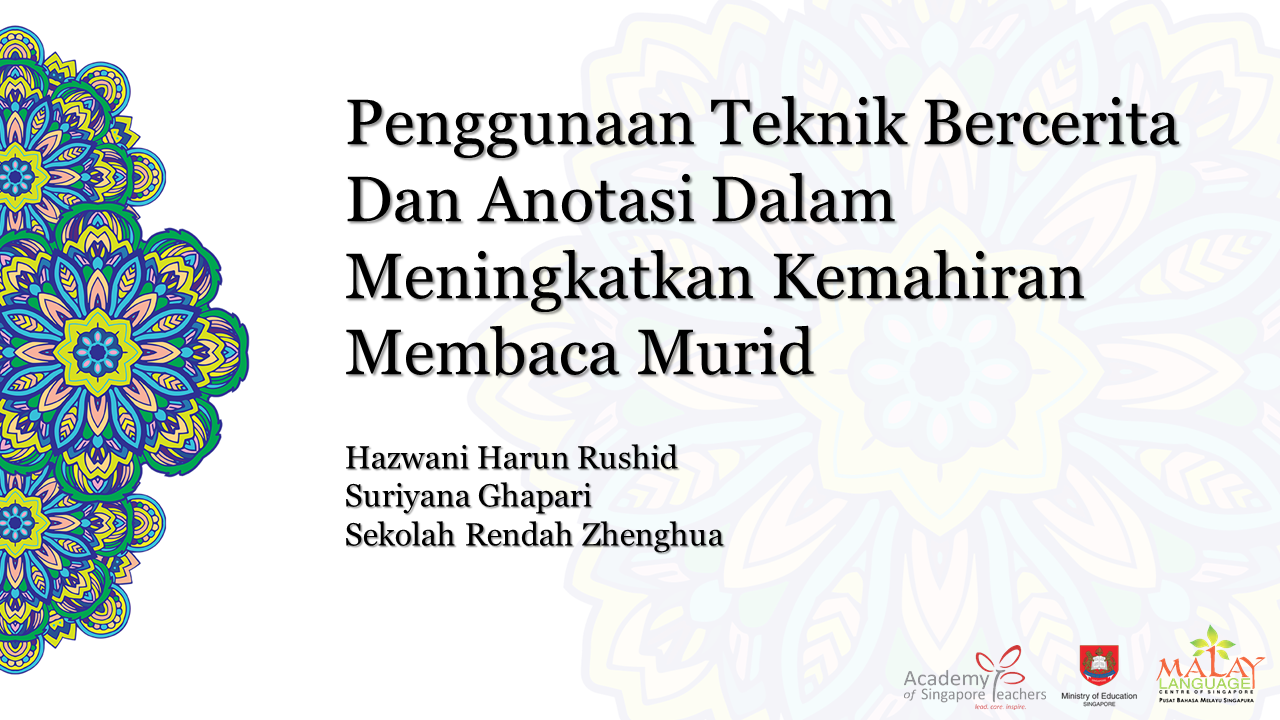 Penggunaan Teknik Bercerita
Dan Anotasi Dalam
Meningkatkan Kemahiran
Membaca Murid
Hazwani Harun Rushid
Suriyana Ghapari
Sekolah Rendah Zhenghua
Academy
of Singapore Teachers
lead. care. inspire.
Ministry of Education
SINGAPORE
MALAY
LANGUAGE
CENTRE OF SINGAPORE
PUSAT BAHASA MELAYU SINGAPURA